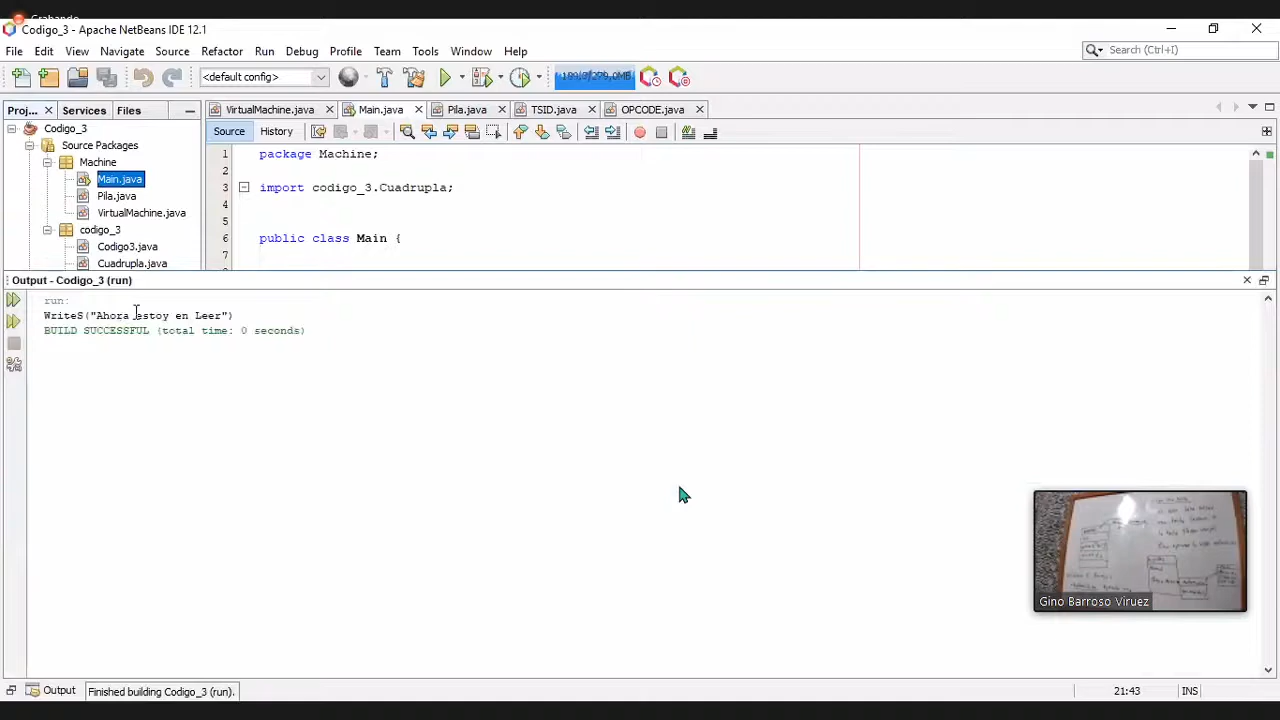 Grabando
Codigo_3 - Apache NetBeans IDE 12.1
File Edit View Navigate Source Refactor Run Debug Profile Team Tools Window Help
Search (Ctrl+I)
<default config>
Proj... Services Files
VirtualMachine.java Main.java Pila.java TSID.java OPCODE.java
Source History
Codigo_3
Source Packages
Machine
Main.java
Pila.java
VirtualMachine.java
codigo_3
Codigo3.java
Cuadrupla.java
1 package Machine;
2
3 import codigo_3.Cuadrupla;
4
5
6 public class Main {
7
Output - Codigo_3 (run)
run:
WriteS("Ahora estoy en Leer")
BUILD SUCCESSFUL (total time: 0 seconds)
Gino Barroso Viruez
Output
Finished building Codigo_3 (run).
21:43 INS